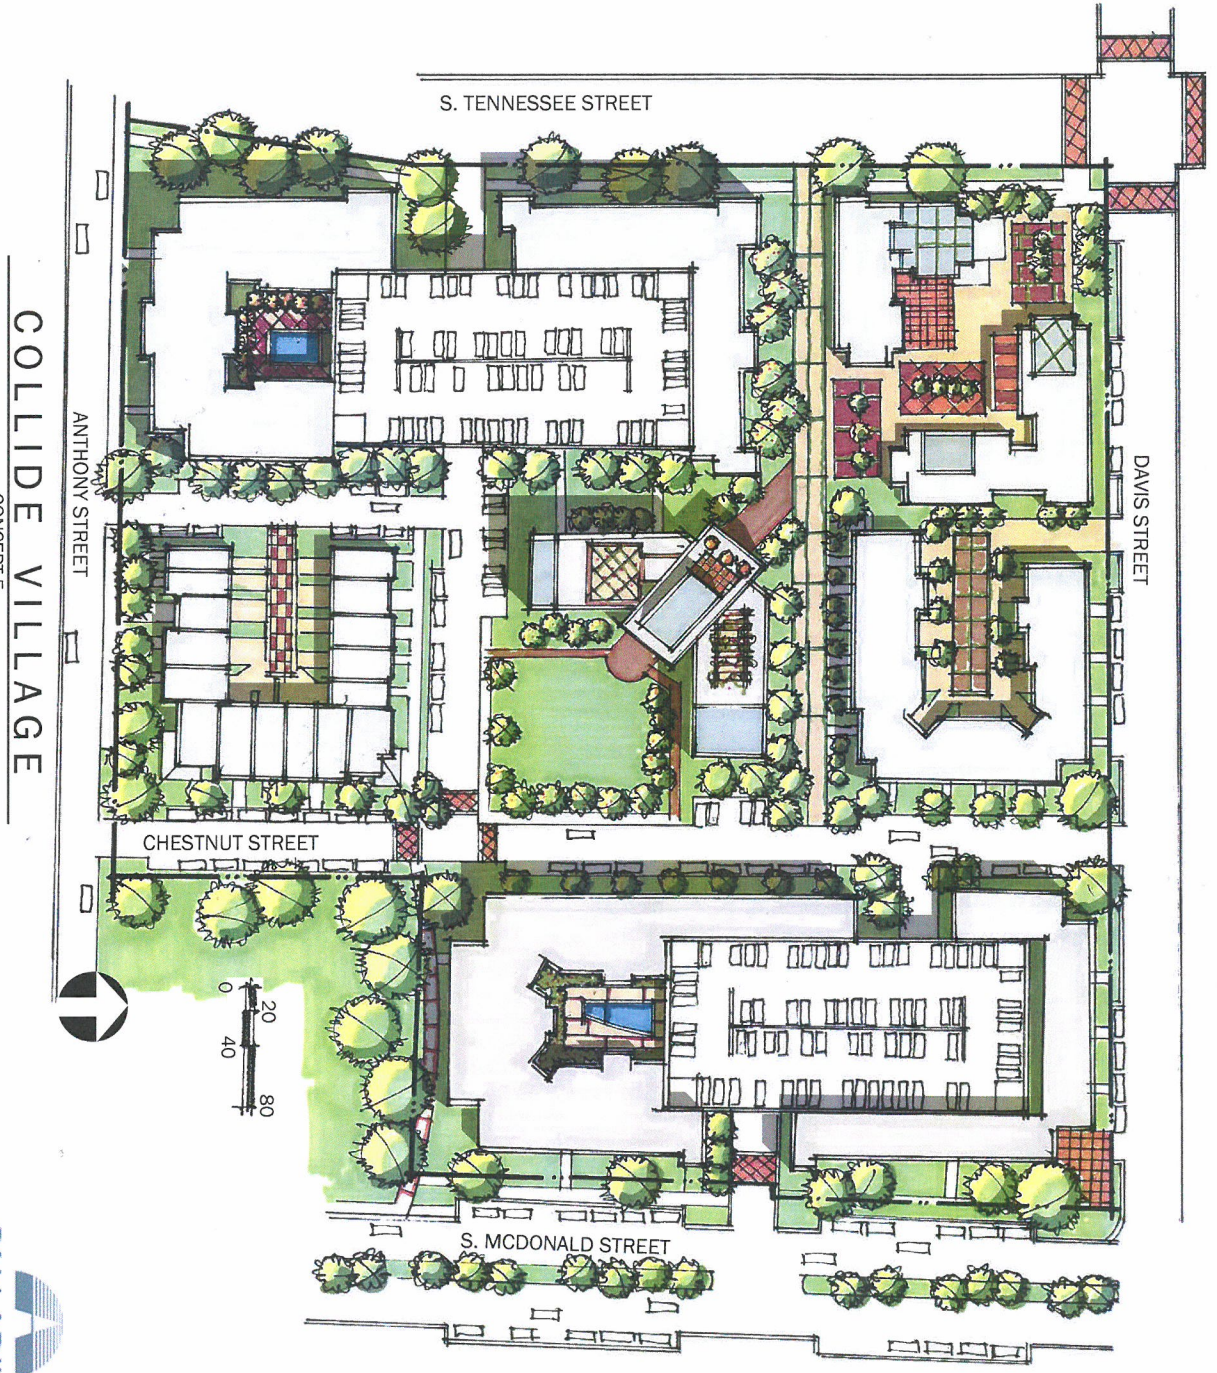 S. TENNESSEE STREET
DAVIS STREET
ANTHONY STREET
CHESTNUT STREET
S. MCDONALD STREET
0 20 40 80
COLLIDE VILLAGE